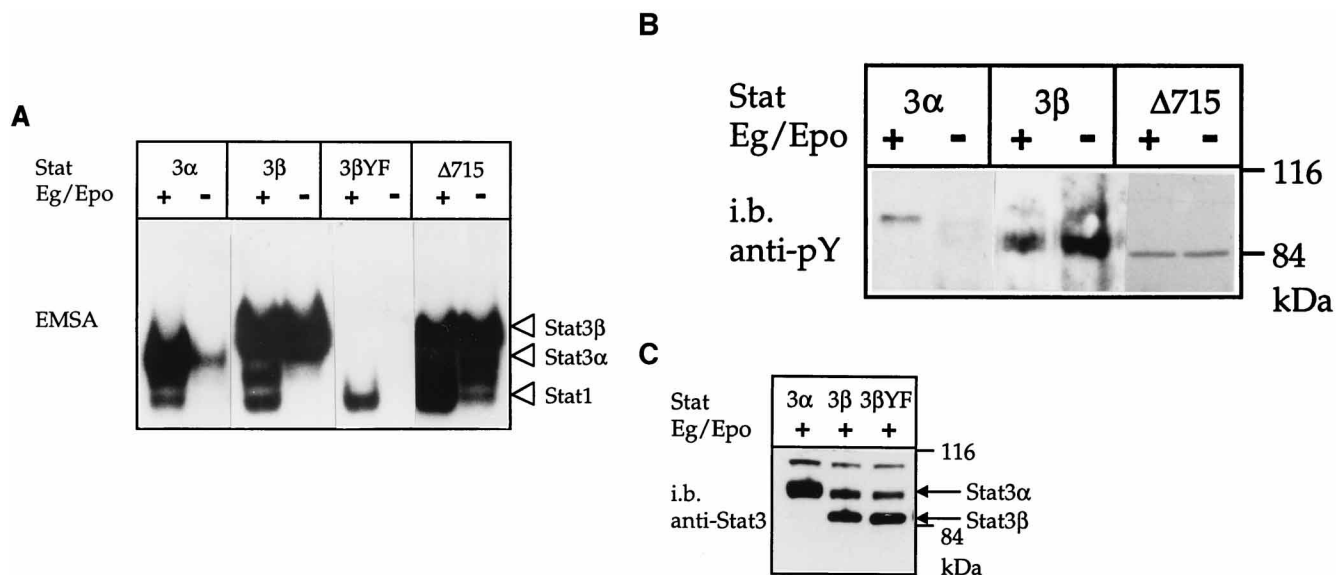 A
Stat 3α 3β 3βYF Δ715
Eg/Epo + - + - + - + -
EMSA
Stat3β
Stat3α
Stat1
B
Stat 3α 3β Δ715
Eg/Epo + - + - + -
116
i.b.
anti-pY
84
kDa
C
Stat 3α 3β 3βYF
Eg/Epo + + +
116
i.b.
Stat3α
anti-Stat3
Stat3β
84
kDa